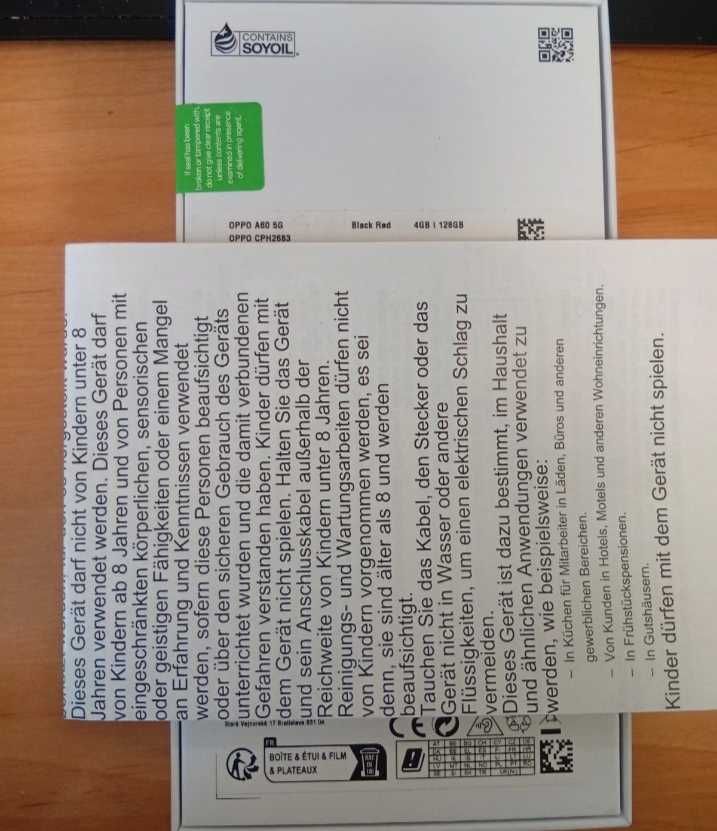 CONTAINS
SOYOIL
If seal has been
broken or tampered with,
do not give clear receipt
unless contents are
examined in presence
of delivering agent.
OPPO A60 5G
Black Red
4GB | 128GB
OPPO CPH2683
Dieses Gerät darf nicht von Kindern unter 8
Jahren verwendet werden. Dieses Gerät darf
von Kindern ab 8 Jahren und von Personen mit
eingeschränkten körperlichen, sensorischen
oder geistigen Fähigkeiten oder einem Mangel
an Erfahrung und Kenntnissen verwendet
werden, sofern diese Personen beaufsichtigt
oder über den sicheren Gebrauch des Geräts
unterrichtet wurden und die damit verbundenen
Gefahren verstanden haben. Kinder dürfen mit
dem Gerät nicht spielen. Halten Sie das Gerät
und sein Anschlusskabel außerhalb der
Reichweite von Kindern unter 8 Jahren.
Reinigungs- und Wartungsarbeiten dürfen nicht
von Kindern vorgenommen werden, es sei
denn, sie sind älter als 8 und werden
beaufsichtigt.
Tauchen Sie das Kabel, den Stecker oder das
Gerät nicht in Wasser oder andere
Flüssigkeiten, um einen elektrischen Schlag zu
vermeiden.
Dieses Gerät ist dazu bestimmt, im Haushalt
und ähnlichen Anwendungen verwendet zu
werden, wie beispielsweise:
– In Küchen für Mitarbeiter in Läden, Büros und anderen
gewerblichen Bereichen.
– Von Kunden in Hotels, Motels und anderen Wohneinrichtungen.
– In Frühstückspensionen.
– In Gutshäusern.
Kinder dürfen mit dem Gerät nicht spielen.
Staré Vajnorské 17 Bratislava 831 04
FR
BOÎTE & ÉTUI & FILM
& PLATEAUX